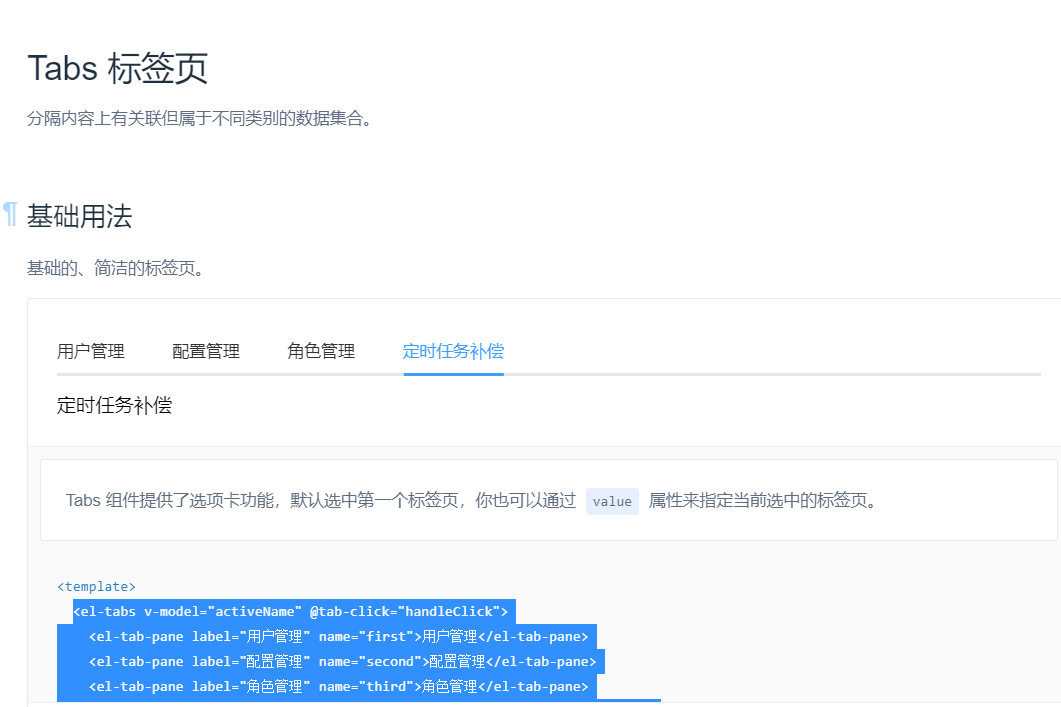 Tabs 标签页
分隔内容上有关联但属于不同类别的数据集合。
¶ 基础用法
基础的、简洁的标签页。
用户管理 配置管理 角色管理 定时任务补偿
定时任务补偿
Tabs 组件提供了选项卡功能，默认选中第一个标签页，你也可以通过 value 属性来指定当前选中的标签页。
<template>
<el-tabs v-model="activeName" @tab-click="handleClick">
<el-tab-pane label="用户管理" name="first">用户管理</el-tab-pane>
<el-tab-pane label="配置管理" name="second">配置管理</el-tab-pane>
<el-tab-pane label="角色管理" name="third">角色管理</el-tab-pane>